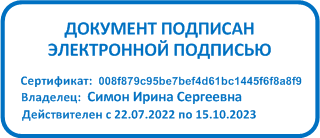 ДОКУМЕНТ ПОДПИСАН
ЭЛЕКТРОННОЙ ПОДПИСЬЮ
Сертификат: 008f879c95be7bef4d61bc1445f6f8a8f9
Владелец: Симон Ирина Сергеевна
Действителен с 22.07.2022 по 15.10.2023